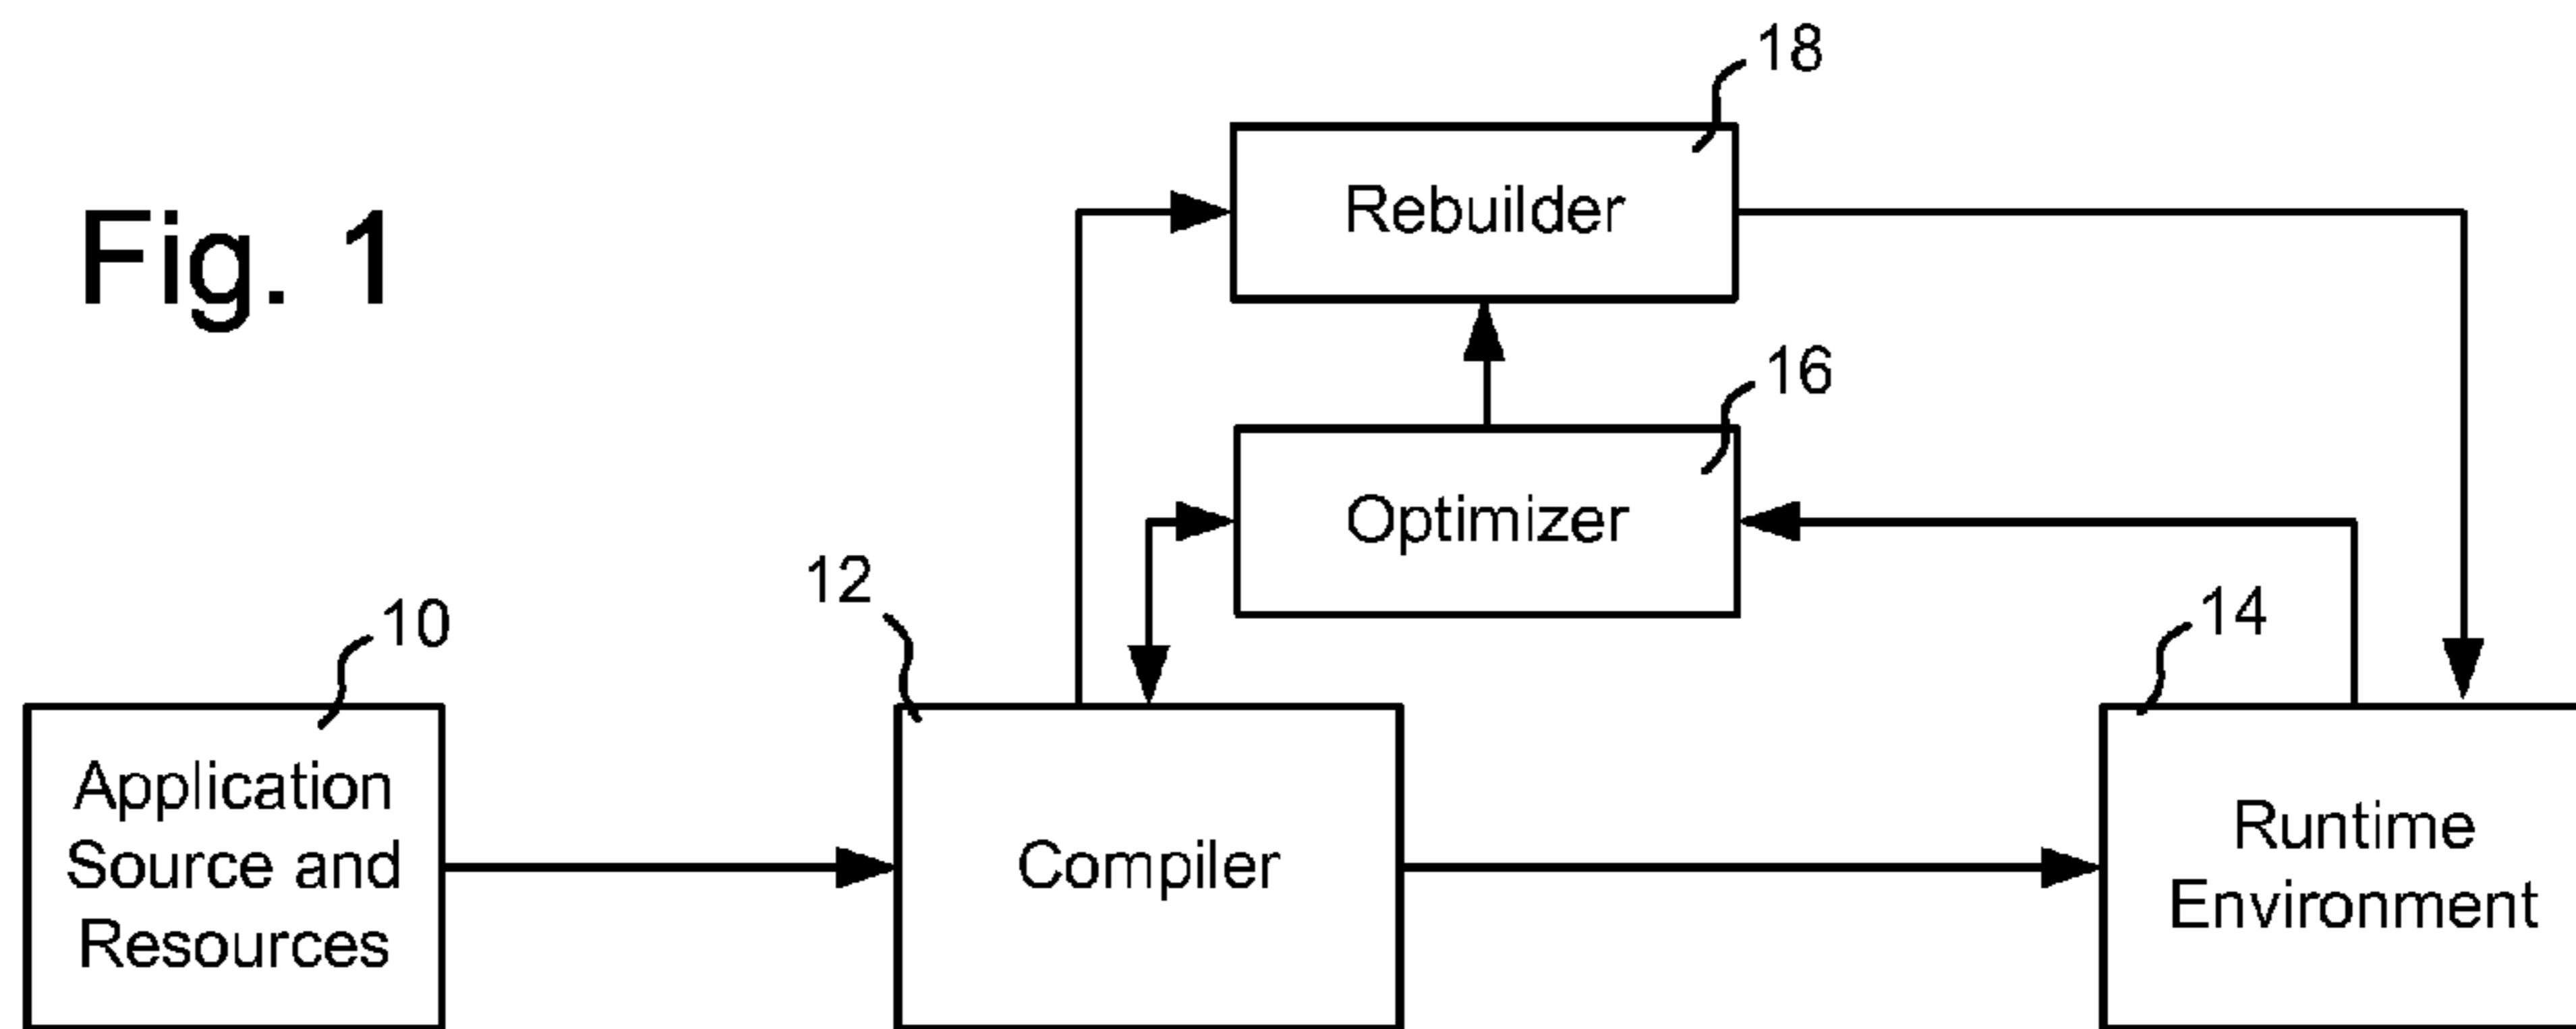 18
Rebuilder
Fig. 1
16
Optimizer
12
10
14
Application
Source and
Resources
Compiler
Runtime
Environment